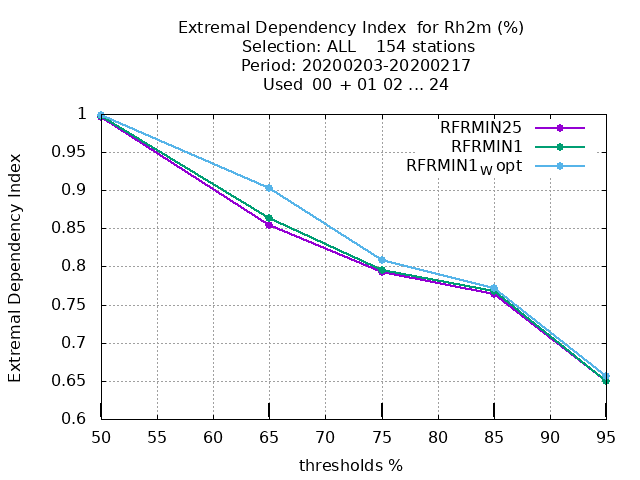 Extremal Dependency Index  for Rh2m (%)
Selection: ALL    154 stations
Period: 20200203-20200217
Used  00 + 01 02 ... 24
RFRMIN25
RFRMIN1
RFRMIN1W opt
Extremal Dependency Index
1
0.95
0.9
0.85
0.8
0.75
0.7
0.65
0.6
50 55 60 65 70 75 80 85 90 95
thresholds %